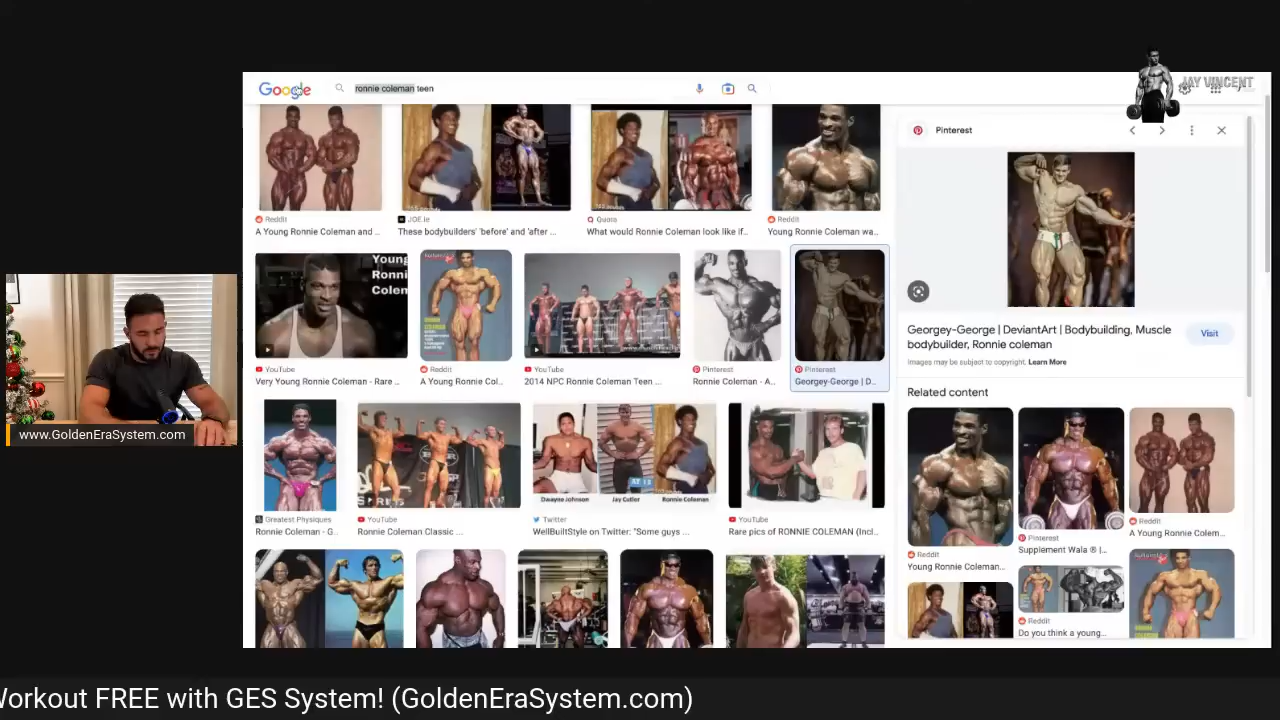 Google
ronnie coleman teen
JAY VINCENT
Pinterest
Reddit
A Young Ronnie Coleman and ...
JOE.ie
These bodybuilders' 'before' and 'after ...
Quora
What would Ronnie Coleman look like if..
Reddit
Young Ronnie Coleman wa...
Young
Ronni
Colem
YouTube
Very Young Ronnie Coleman - Rare ...
Reddit
A Young Ronnie Col...
YouTube
2014 NPC Ronnie Coleman Teen ...
Pinterest
Ronnie Coleman - A...
Pinterest
Georgey-George | D...
Georgey-George | DeviantArt | Bodybuilding, Muscle
bodybuilder, Ronnie coleman
Visit
Images may be subject to copyright. Learn More
Related content
www.GoldenEraSystem.com
Dwayne Johnson
Jay Cutler
AT 13
Ronnie Coleman
Greatest Physiques
Ronnie Coleman - G..
YouTube
Ronnie Coleman Classic ...
Twitter
WellBuiltStyle on Twitter: "Some guys ...
YouTube
Rare pics of RONNIE COLEMAN (Incl...
Reddit
Young Ronnie Coleman...
Pinterest
Supplement Wala ® |...
Reddit
A Young Ronnie Colem...
Reddit
Do you think a young...
Workout FREE with GES System! (GoldenEraSystem.com)